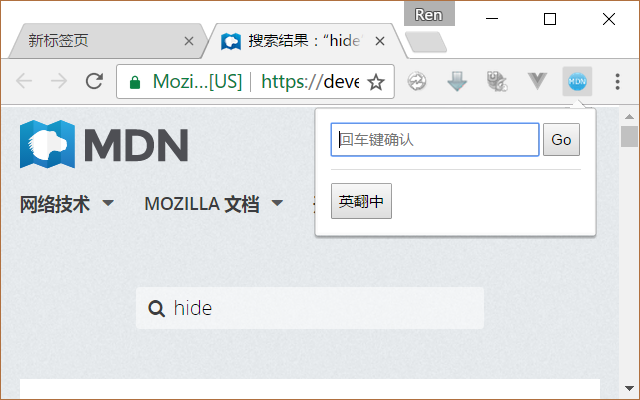 Ren
新标签页
搜索结果："hide"
Mozi...[US]
https://deve
MDN
回车键确认
Go
英翻中
MDN
网络技术
MOZILLA 文档
hide